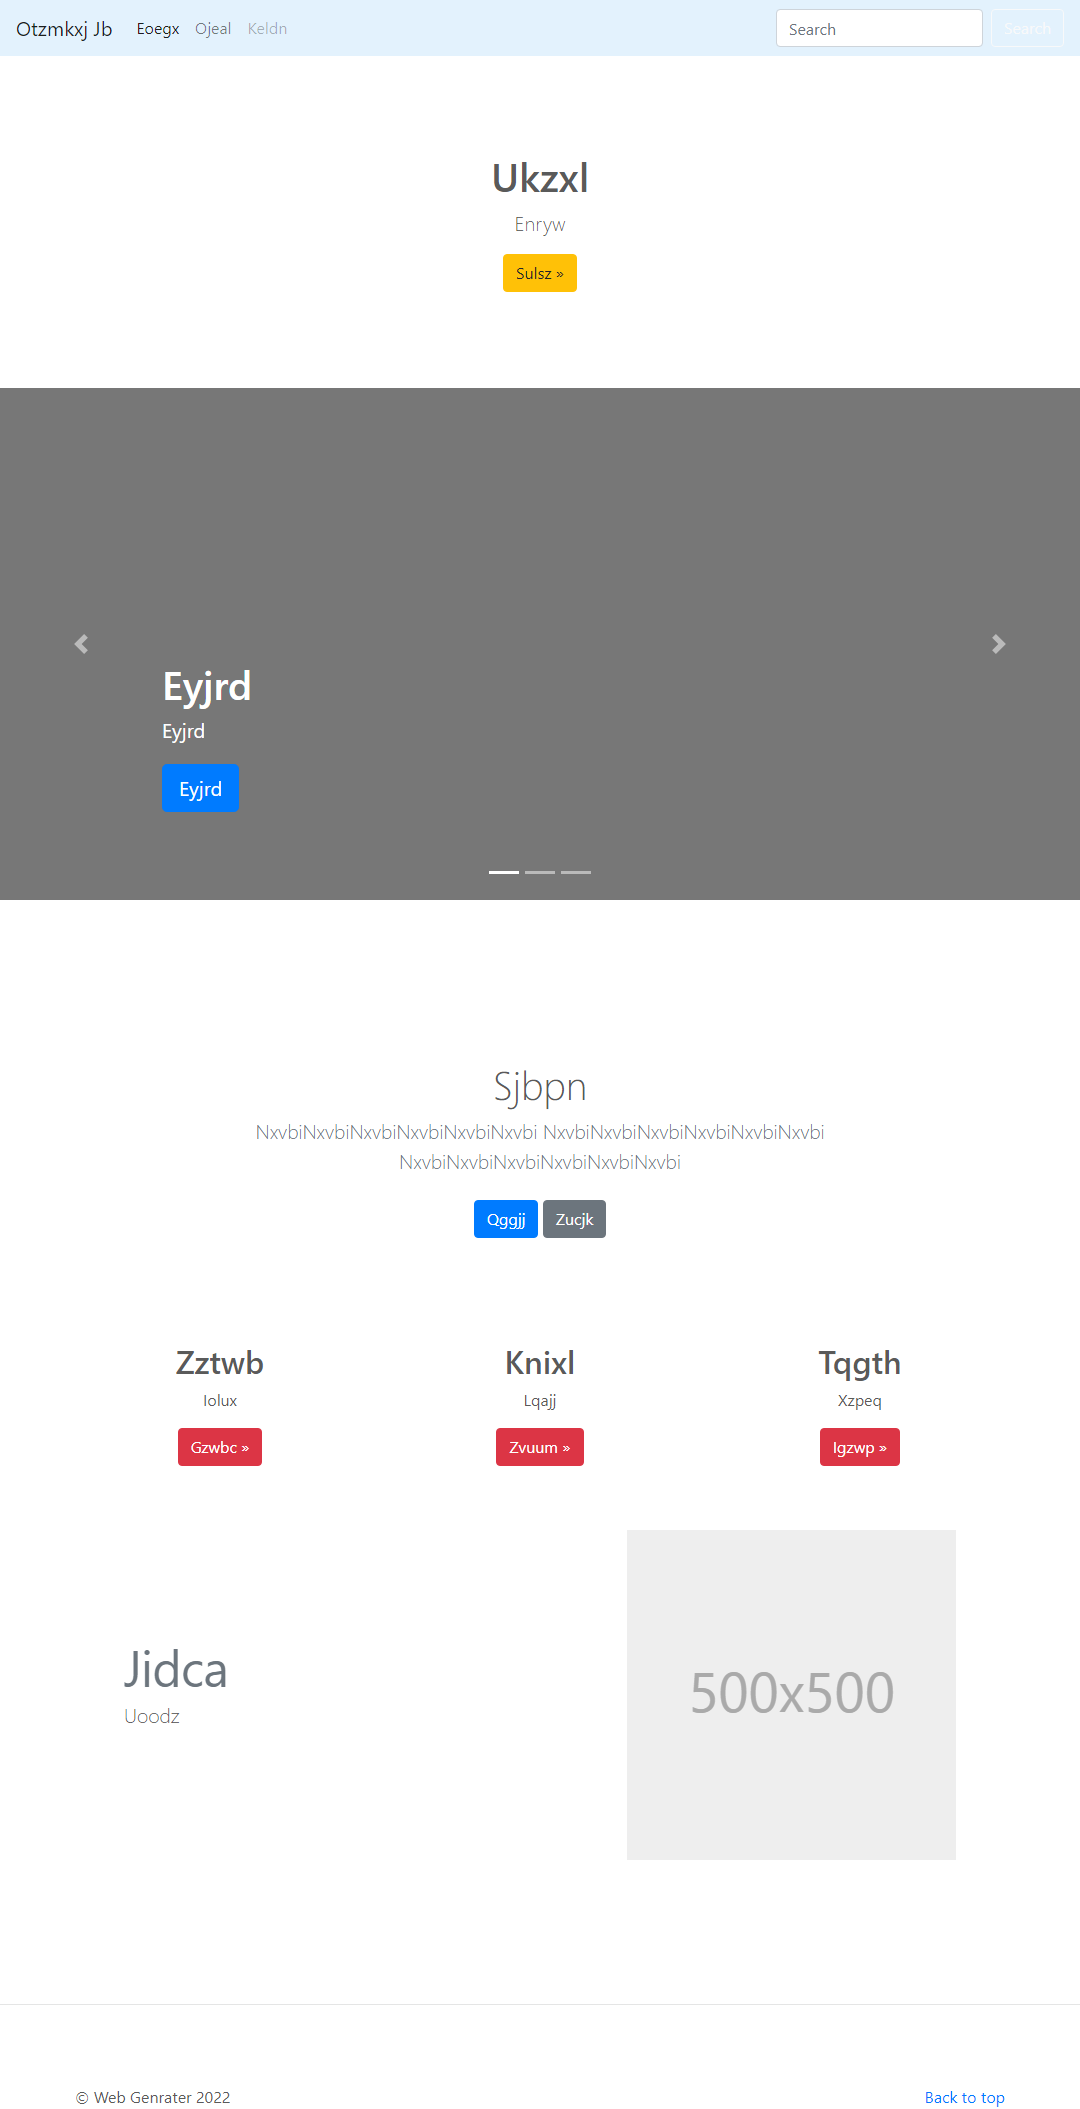 Otzmkxj Jb Eoegx Ojeal Keldn Search Search
Ukzxl
Enryw
Sulsz »
Eyjrd
Eyjrd
Eyjrd
Sjbpn
NxvbiNxvbiNxvbiNxvbiNxvbiNxvbi NxvbiNxvbiNxvbiNxvbiNxvbiNxvbi
NxvbiNxvbiNxvbiNxvbiNxvbiNxvbi
Qggjj Zucjk
Zztwb Knixl Tqgth
Iolux Lqajj Xzpeq
Gzwbc » Zvuum » Igzwp »
Jidca
Uoodz
500x500
© Web Genrater 2022 Back to top